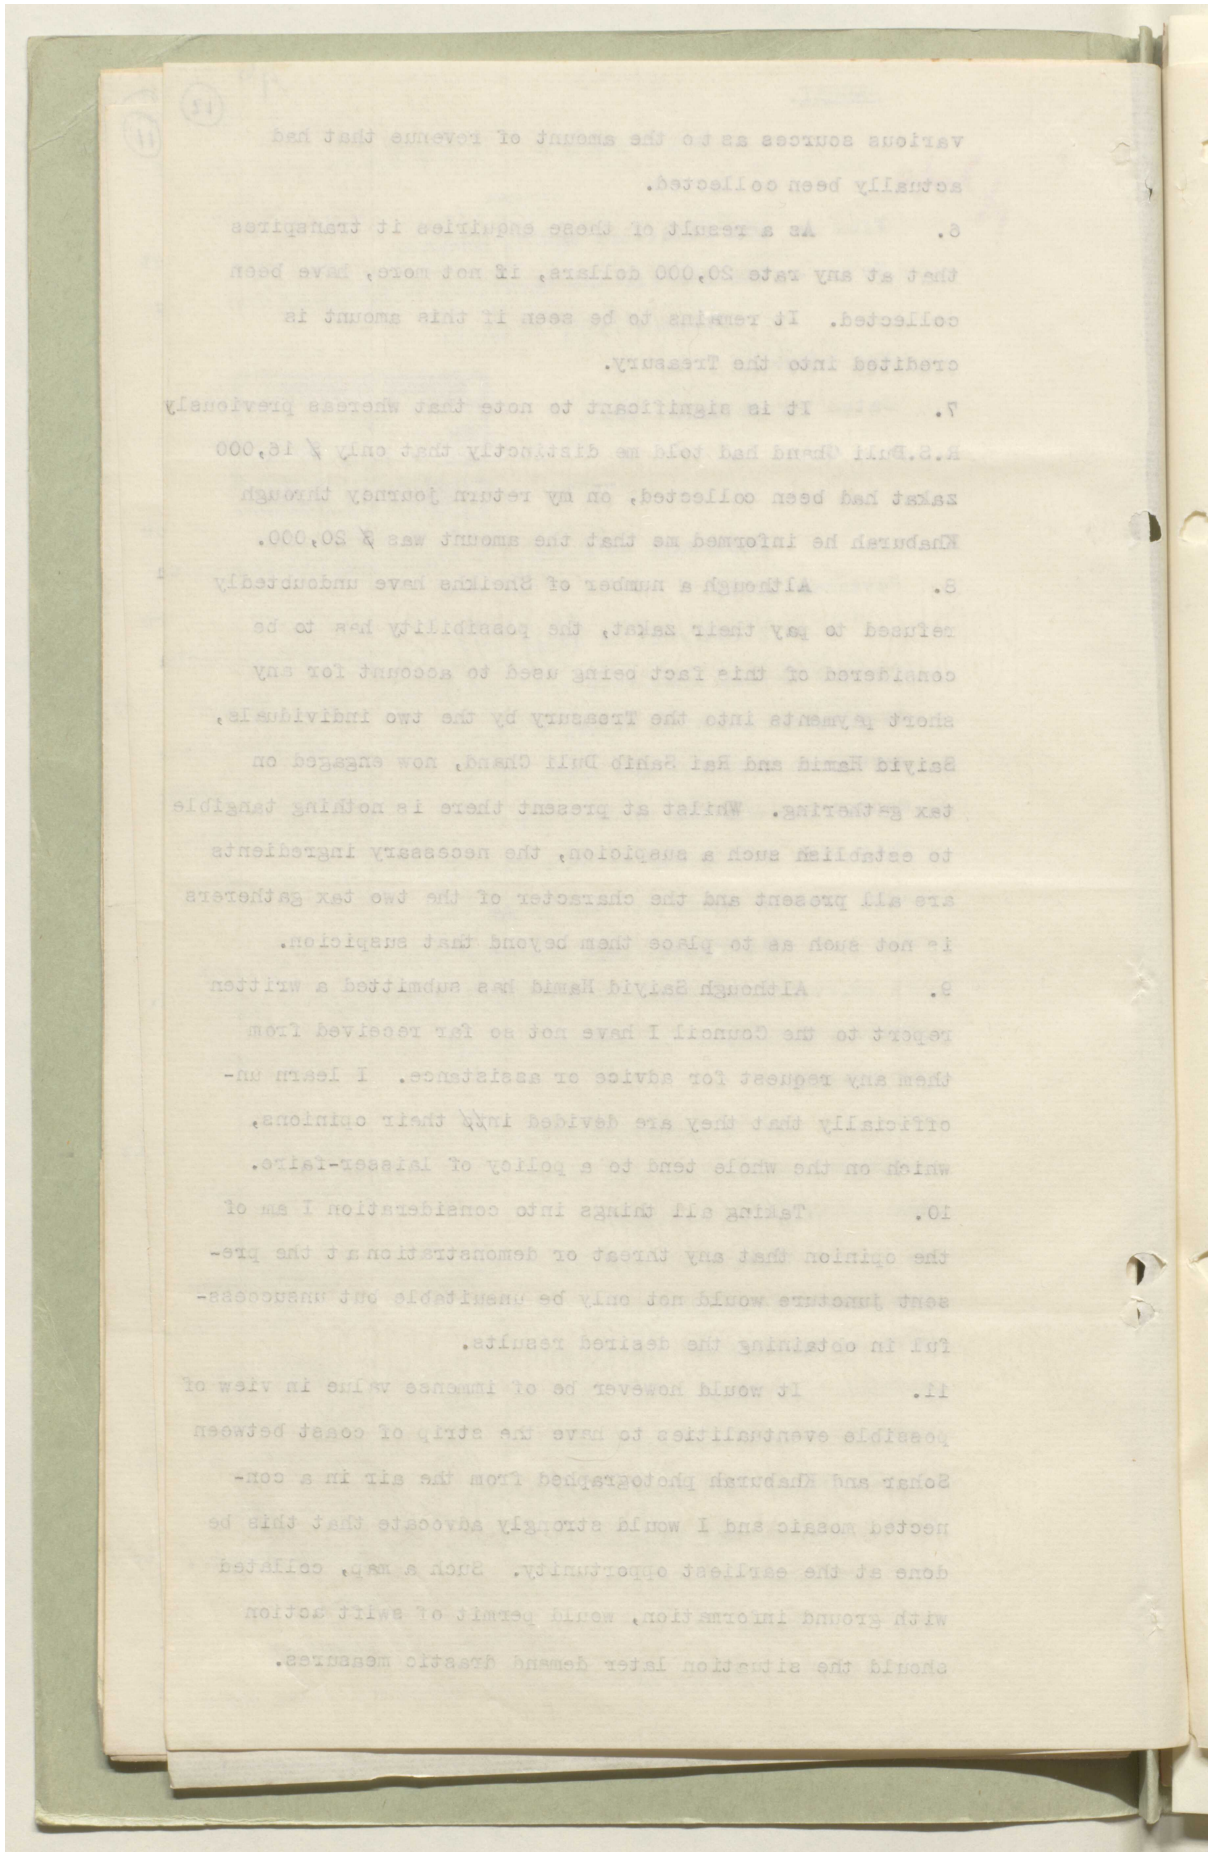 12
11
various sources as to the amount of revenue that had
actually been collected.
6. As a result of these enquiries it transpires
that at any rate 20,000 dollars, if not more, have been
collected. It remains to be seen if this amount is
credited into the Treasury.
7. It is significant to note that whereas previously
R.S.Duli Chand had told me distinctly that only $ 16,000
zakat had been collected, on my return journey through
Khaburah he informed me that the amount was $ 20,000.
8. Although a number of Sheikhs have undoubtedly
refused to pay their zakat, the possibility has to be
considered of this fact being used to account for any
short payments into the Treasury by the two individuals,
Saiyid Hamid and Rai Sahib Duli Chand, now engaged on
tax gathering. Whilst at present there is nothing tangible
to establish such a suspicion, the necessary ingredients
are all present and the character of the two tax gatherers
is not such as to place them beyond that suspicion.
9. Although Saiyid Hamid has submitted a written
report to the Council I have not so far received from
them any request for advice or assistance. I learn un-
officially that they are devided in their opinions,
which on the whole tend to a policy of laisser-faire.
10. Taking all things into consideration I am of
the opinion that any threat or demonstration at the pre-
sent juncture would not only be unsuitable but unsuccess-
ful in obtaining the desired results.
11. It would however be of immense value in view of
possible eventualities to have the strip of coast between
Sohar and Khaburah photographed from the air in a con-
nected mosaic and I would strongly advocate that this be
done at the earliest opportunity. Such a map, collated
with ground information, would permit of swift action
should the situation later demand drastic measures.